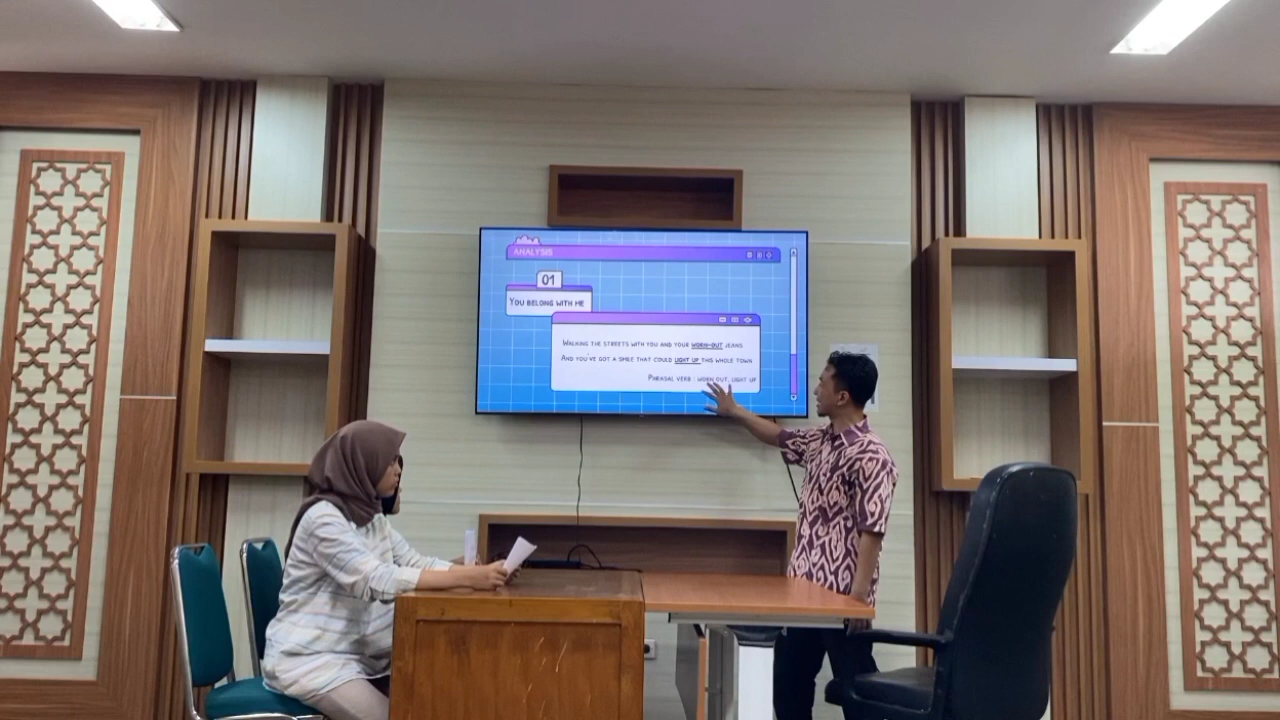 ANALYSIS
01
YOU BELONG WITH ME
WALKING THE STREETS WITH YOU AND YOUR WORN-OUT JEANS
AND YOU'VE GOT A SMILE THAT COULD LIGHT UP THIS WHOLE TOWN
PHRASAL VERB : WORN OUT, LIGHT UP